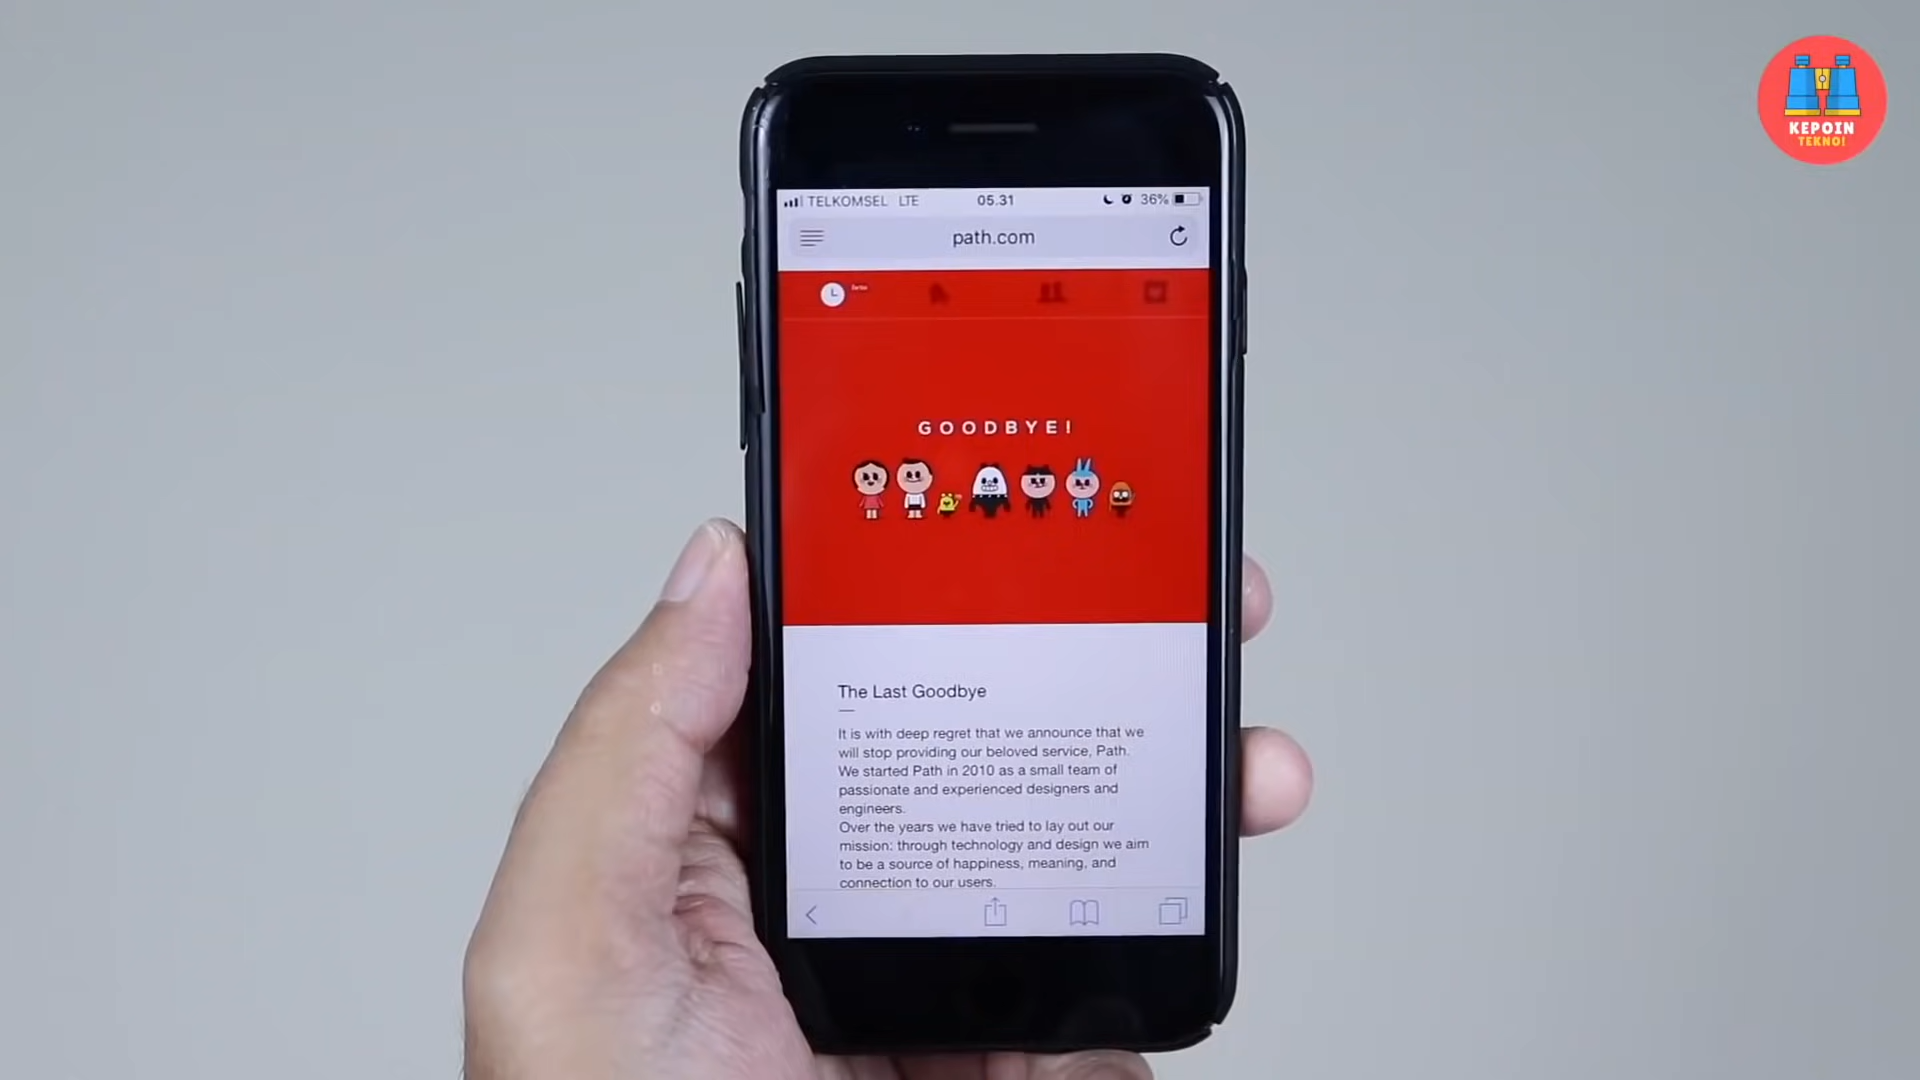 KEPOIN
TEKNO!
TELKOMSEL LTE 05.31 36%
path.com
GOODBYE!
The Last Goodbye
It is with deep regret that we announce that we
will stop providing our beloved service, Path.
We started Path in 2010 as a small team of
passionate and experienced designers and
engineers.
Over the years we have tried to lay out our
mission: through technology and design we aim
to be a source of happiness, meaning, and
connection to our users.